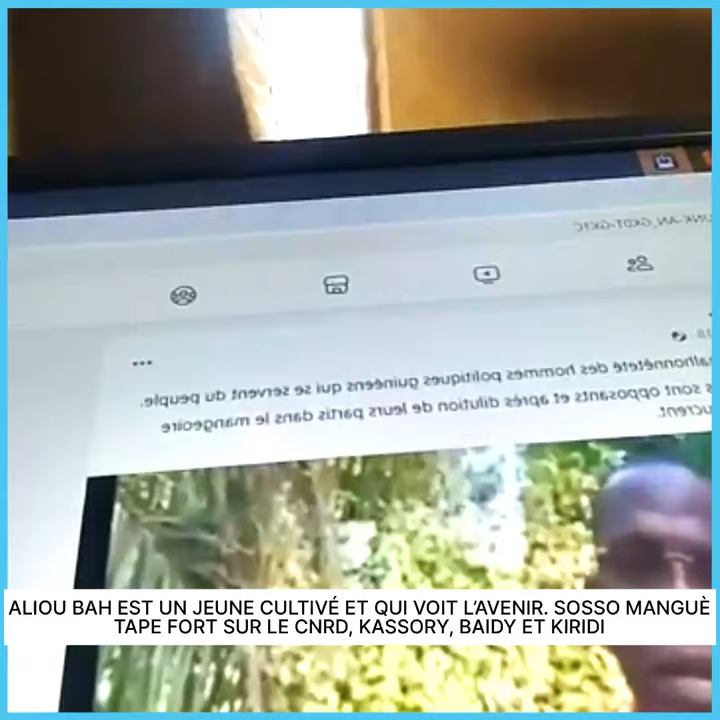 alhonnêteté des hommes politiques guinéens qui se servent du peuple.
sont opposants et après dilution de leurs partis dans le mangeoire
ALIOU BAH EST UN JEUNE CULTIVÉ ET QUI VOIT L'AVENIR. SOSSO MANGUÈ
TAPE FORT SUR LE CNRD, KASSORY, BAIDY ET KIRIDI